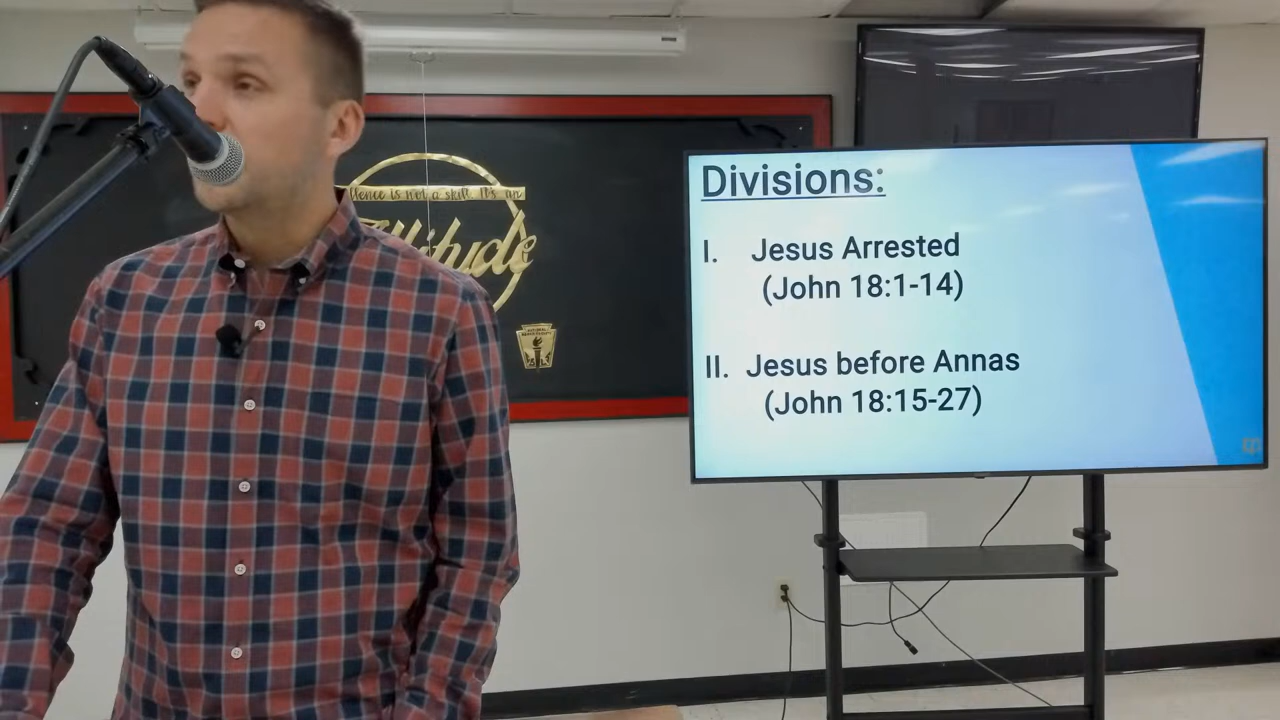 llence is not a skill It's an
Attitude
Divisions:
I. Jesus Arrested
(John 18:1-14)
II. Jesus before Annas
(John 18:15-27)